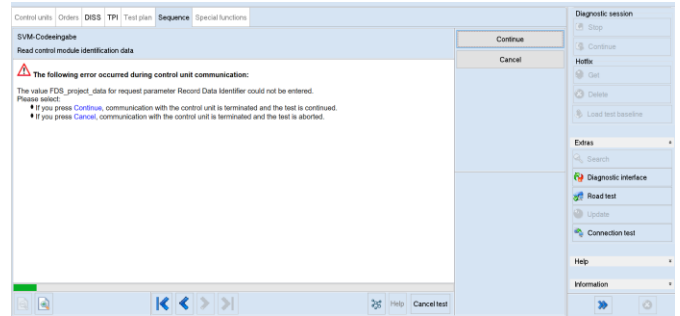 Control units Orders DISS TPI Test plan Sequence Special functions
SVM-Codeeingabe
Read control module identification data
The following error occurred during control unit communication:
The value FDS_project_data for request parameter Record Data Identifier could not be entered.
Please select:
If you press Continue, communication with the control unit is terminated and the test is continued.
If you press Cancel, communication with the control unit is terminated and the test is aborted.
Help Cancel test
Continue
Cancel
Diagnostic session
Stop
Continue
Hotfix
Get
Delete
Load test baseline
Extras
Search
Diagnostic interface
Road test
Update
Connection test
Help
Information